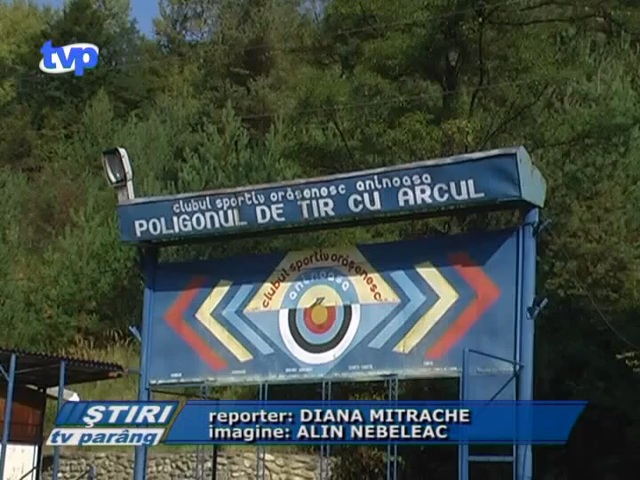 tvp
clubul sportiv orăşenesc aninoasa
POLIGONUL DE TIR CU ARCUL
clubul sportiv orăşenesc
aninoasa
ŞTIRI
tv parâng
reporter: DIANA MITRACHE
imagine: ALIN NEBELEAC